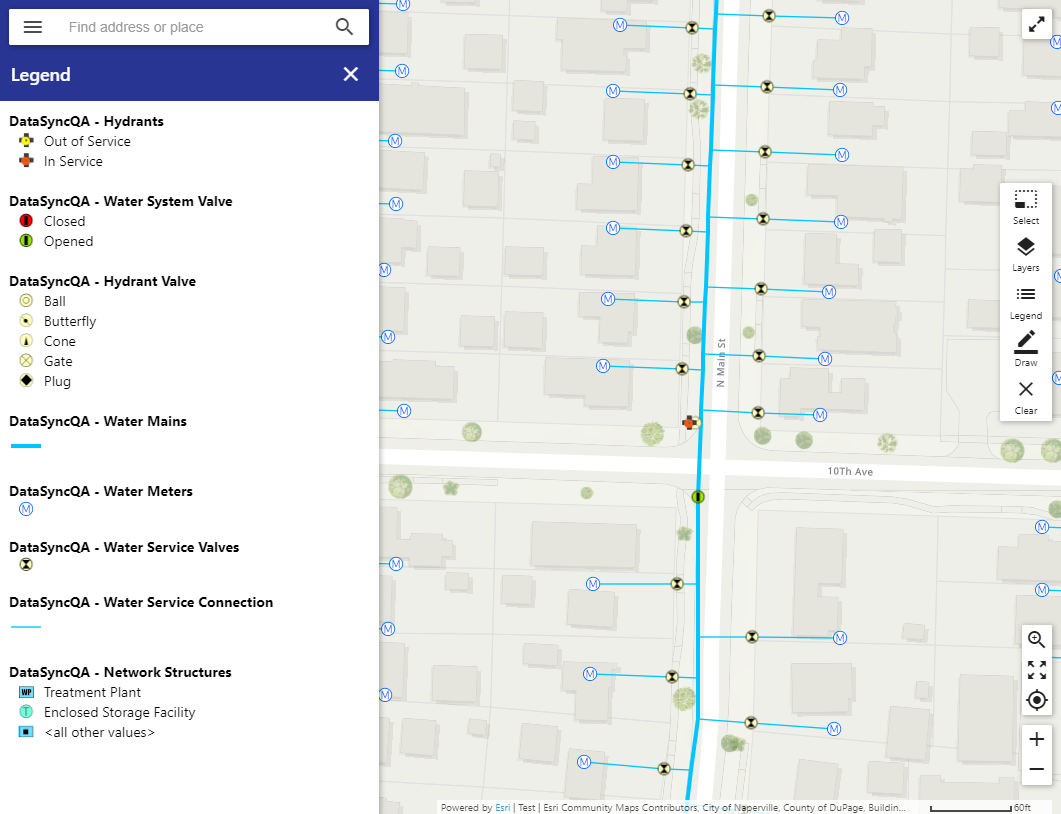 Find address or place
Legend
DataSyncQA - Hydrants
Out of Service
In Service
DataSyncQA - Water System Valve
Closed
Opened
DataSyncQA - Hydrant Valve
Ball
Butterfly
Cone
Gate
Plug
DataSyncQA - Water Mains
DataSyncQA - Water Meters
M
DataSyncQA - Water Service Valves
DataSyncQA - Water Service Connection
DataSyncQA - Network Structures
WP Treatment Plant
T Enclosed Storage Facility
<all other values>
N Main St
10Th Ave
Select
Layers
Legend
Draw
Clear
Powered by Esri | Test | Esri Community Maps Contributors, City of Naperville, County of DuPage, Buildin...
60ft